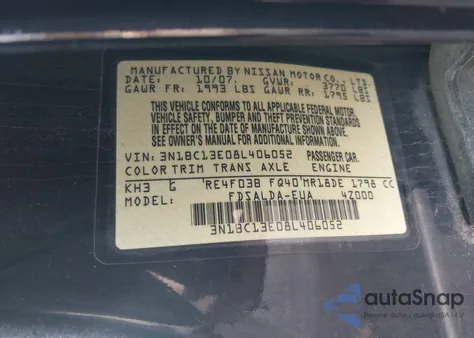 MANUFACTURED BY NISSAN MOTOR CO., LTD.
DATE: 10/07. GVWR: 3770 LBS
GAWR FR: 1993 LBS GAWR RR: 1795 LBS
THIS VEHICLE CONFORMS TO ALL APPLICABLE FEDERAL MOTOR
VEHICLE SAFETY, BUMPER AND THEFT PREVENTION STANDARDS
IN EFFECT ON THE DATE OF MANUFACTURE SHOWN ABOVE.
SEE OWNER'S MANUAL FOR ADDITIONAL INFORMATION
VIN: 3N1BC13E08L406052 PASSENGER CAR.
COLOR TRIM TRANS AXLE ENGINE
KH3 G RE4F03B FQ40 MR18DE 1798 CC
MODEL: FDSALDA-EUA 4Z000
3N1BC13E08L406052
autoSnap